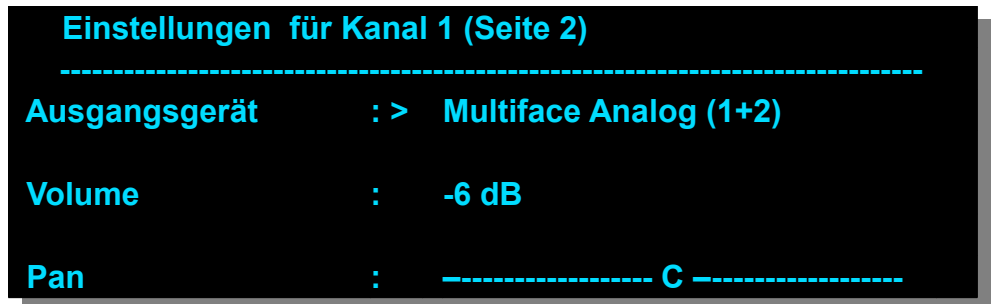 Einstellungen für Kanal 1 (Seite 2)
--------------------------------------------------------------------------------
Ausgangsgerät : > Multiface Analog (1+2)
Volume : -6 dB
Pan : –------------------ C –------------------